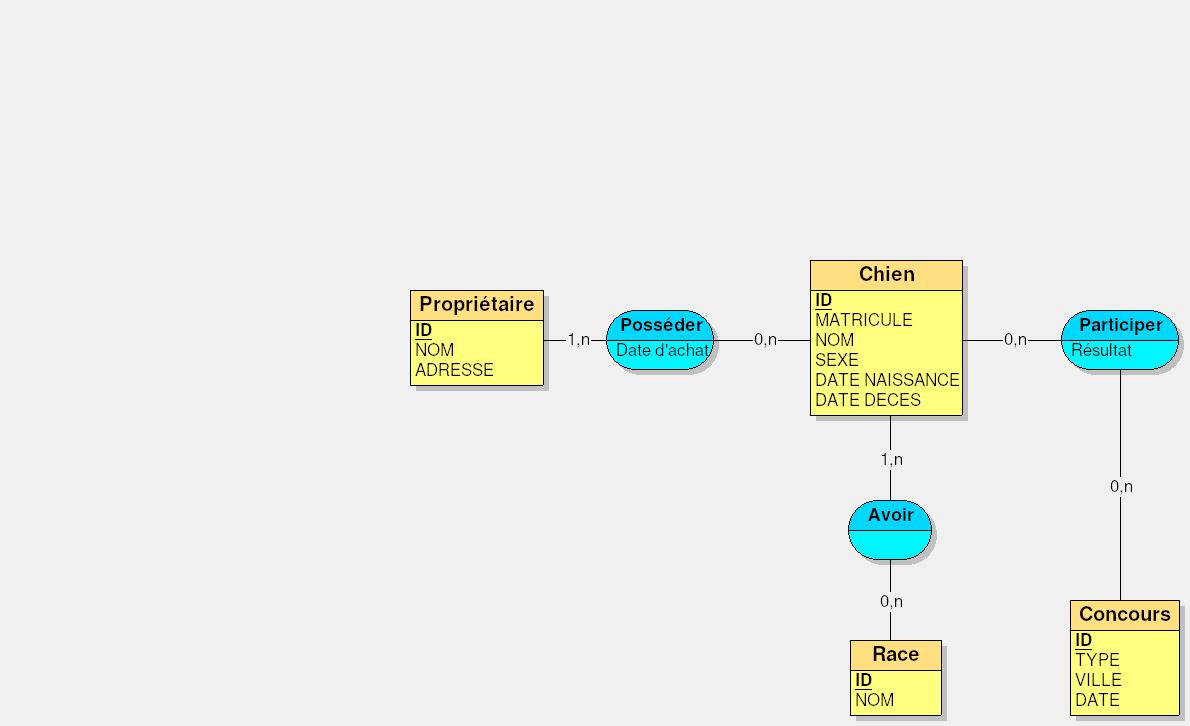 Propriétaire
ID
NOM
ADRESSE
1,n
Posséder
Date d'achat
0,n
Chien
ID
MATRICULE
NOM
SEXE
DATE NAISSANCE
DATE DECES
0,n
Participer
Résultat
1,n
Avoir
0,n
Race
ID
NOM
0,n
Concours
ID
TYPE
VILLE
DATE